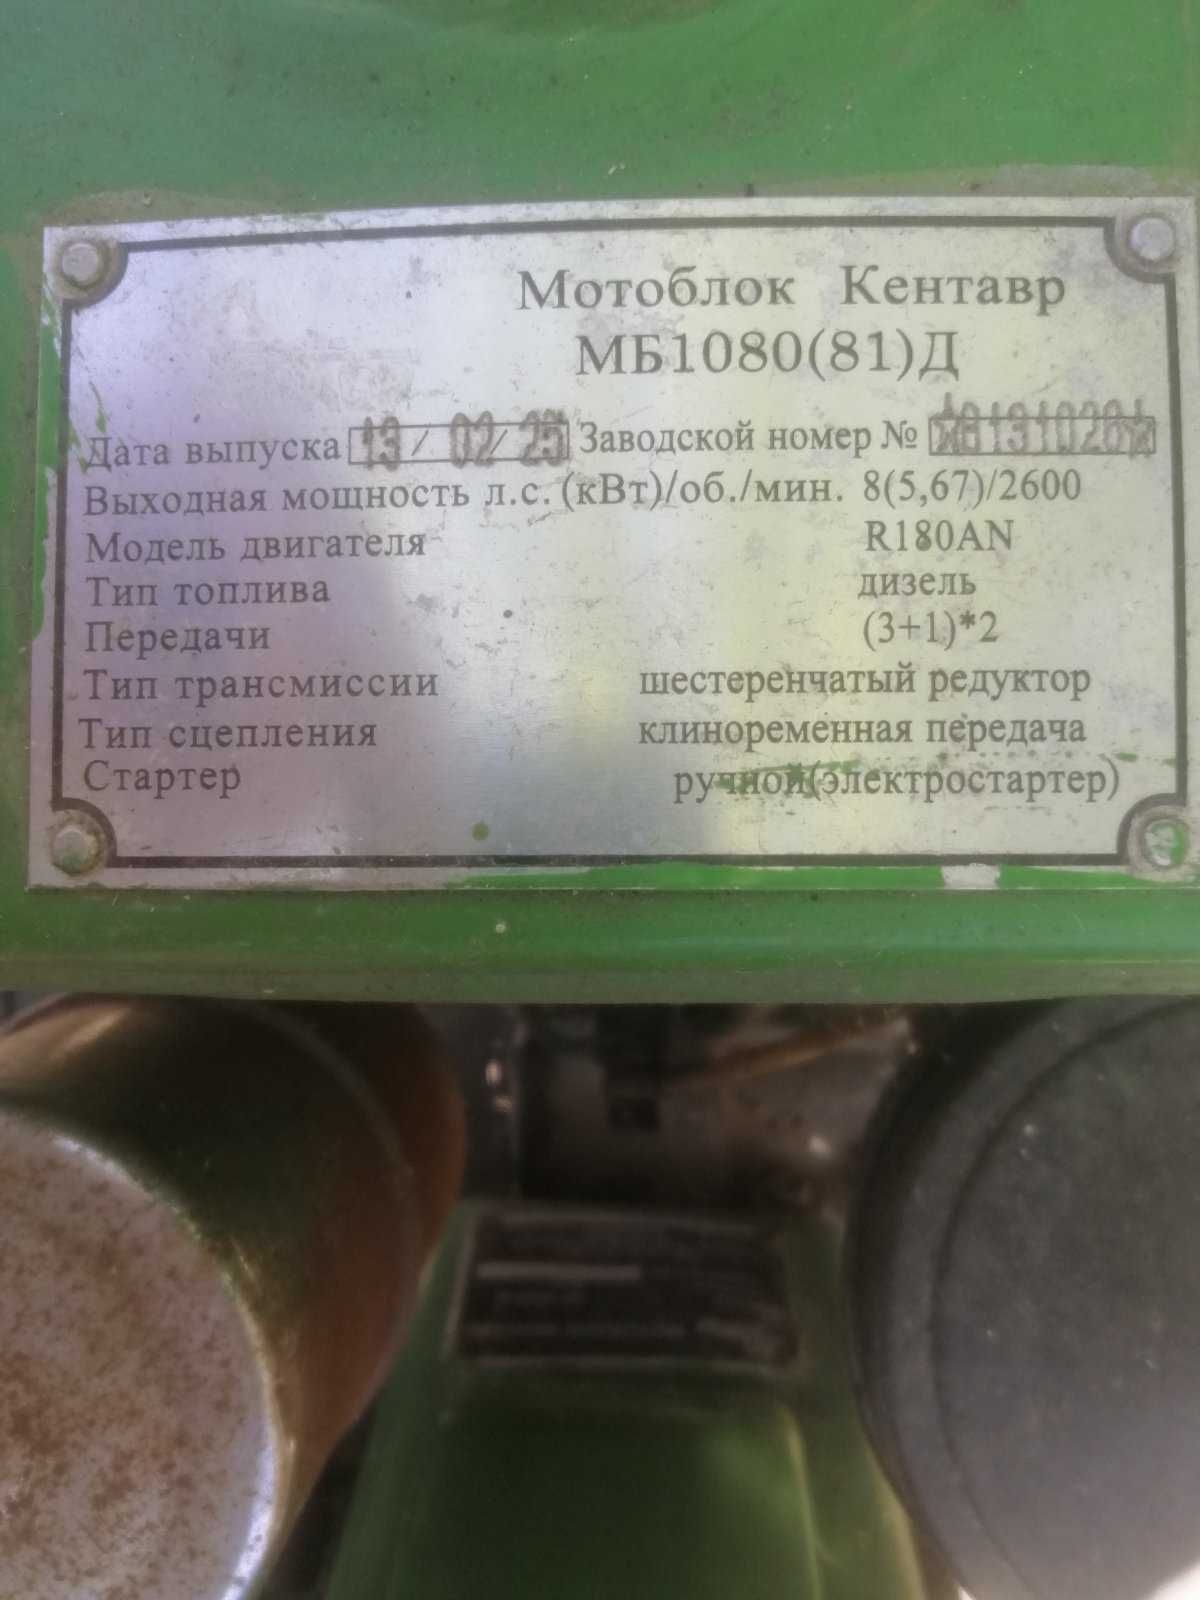 Мотоблок Кентавр
МБ1080(81)Д
Дата выпуска 13/02/25 Заводской номер №
Выходная мощность л.с. (кВт)/об./мин. 8(5,67)/2600
Модель двигателя R180AN
Тип топлива дизель
Передачи (3+1)*2
Тип трансмиссии шестеренчатый редуктор
Тип сцепления клиноременная передача
Стартер ручной(электростартер)